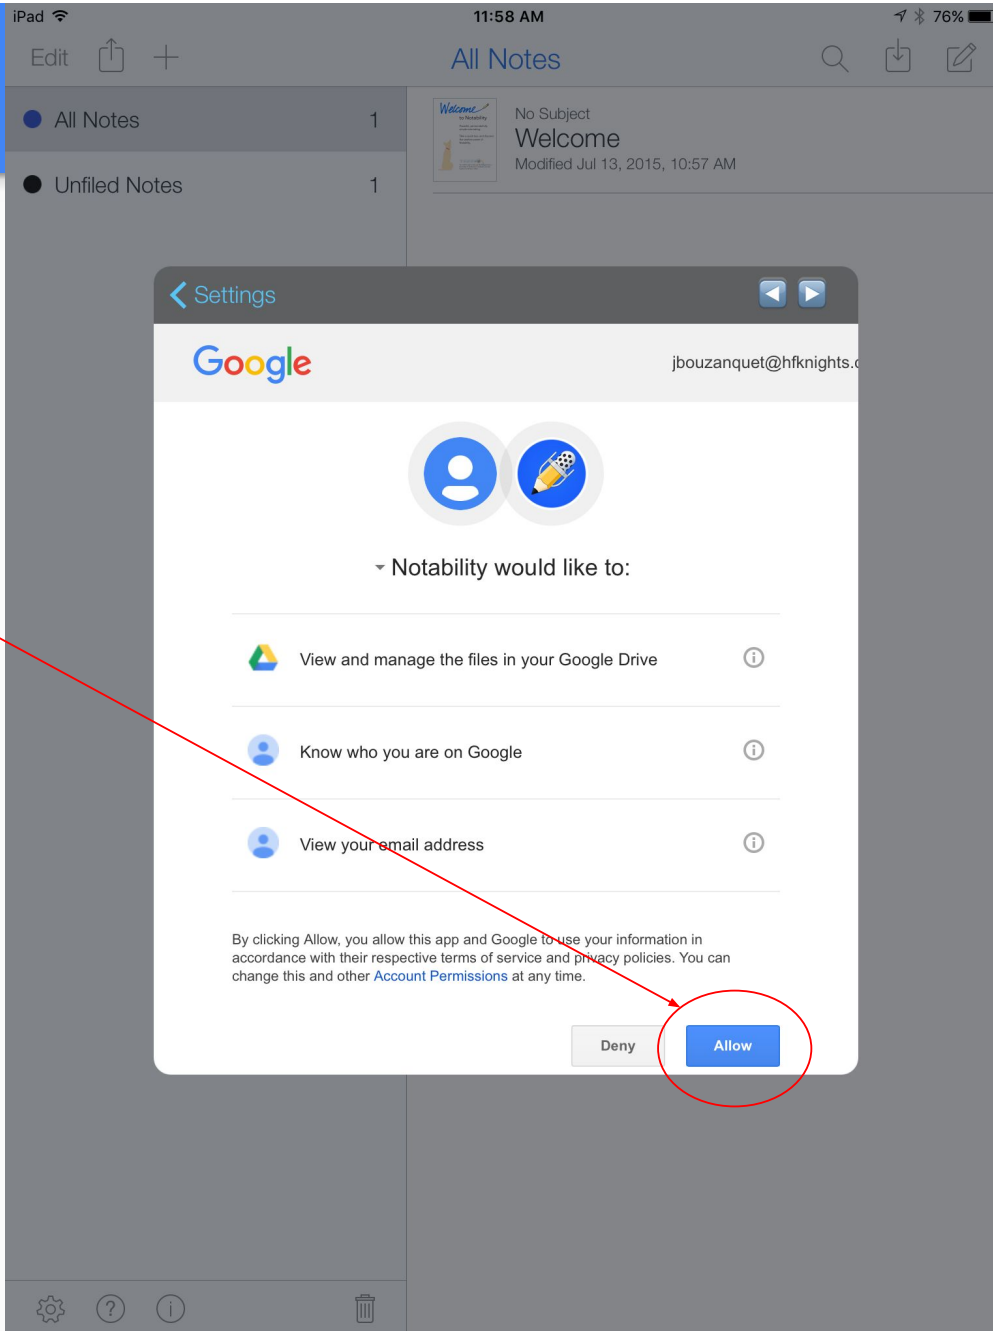 iPad 11:58 AM 76%
Edit All Notes
All Notes 1
Unfiled Notes 1
Welcome
to Notability
No Subject
Welcome
Modified Jul 13, 2015, 10:57 AM
Settings
Google jbouzanquet@hfknights.
Notability would like to:
View and manage the files in your Google Drive
Know who you are on Google
View your email address
By clicking Allow, you allow this app and Google to use your information in
accordance with their respective terms of service and privacy policies. You can
change this and other Account Permissions at any time.
Deny Allow